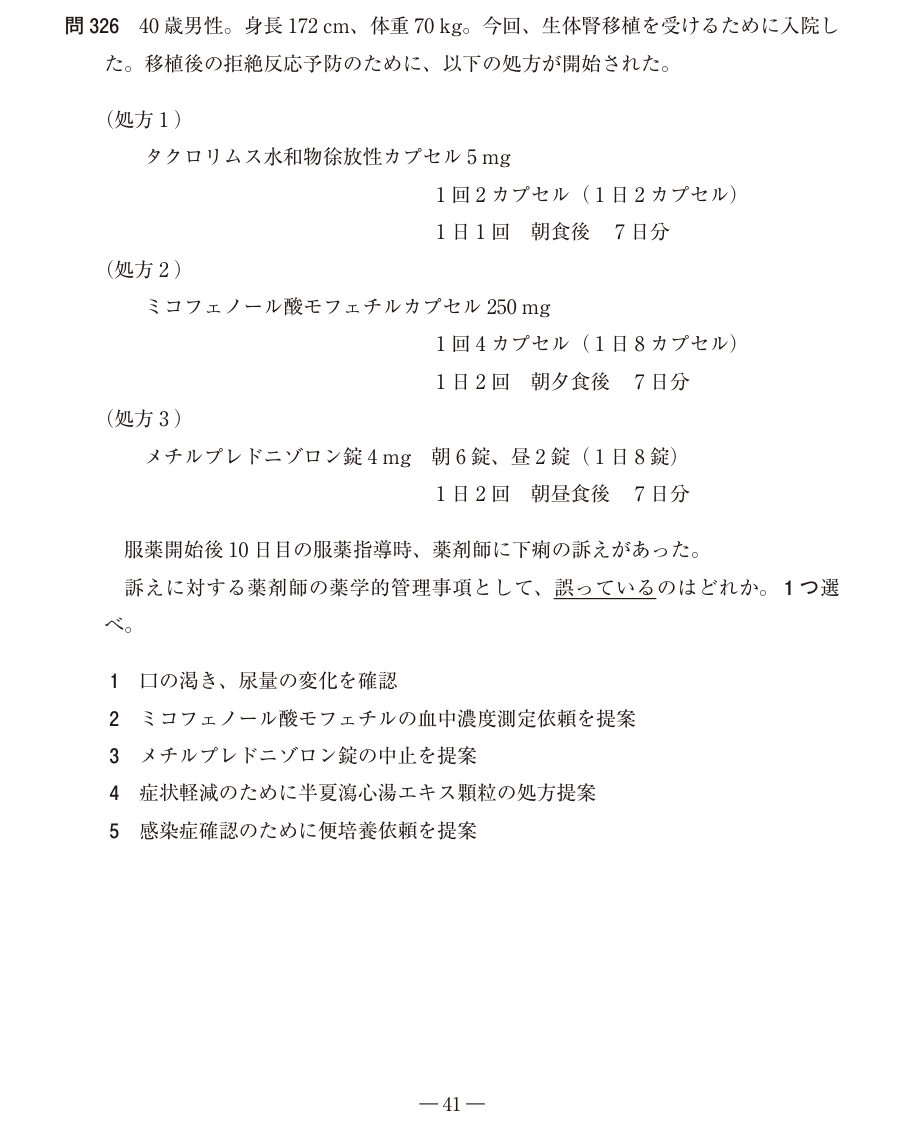 問 326　40 歳男性。身長 172 cm、体重 70 kg。今回、生体腎移植を受けるために入院し
た。移植後の拒絶反応予防のために、以下の処方が開始された。
（処方 1 ）
タクロリムス水和物徐放性カプセル 5 mg
1 回 2 カプセル（ 1 日 2 カプセル）
1 日 1 回　朝食後　7 日分
（処方 2 ）
ミコフェノール酸モフェチルカプセル 250 mg
1 回 4 カプセル（ 1 日 8 カプセル）
1 日 2 回　朝夕食後　7 日分
（処方 3 ）
メチルプレドニゾロン錠 4 mg　朝 6 錠、昼 2 錠（ 1 日 8 錠）
1 日 2 回　朝昼食後　7 日分
服薬開始後 10 日目の服薬指導時、薬剤師に下痢の訴えがあった。
訴えに対する薬剤師の薬学的管理事項として、誤っているのはどれか。1 つ選
べ。
1　口の渇き、尿量の変化を確認
2　ミコフェノール酸モフェチルの血中濃度測定依頼を提案
3　メチルプレドニゾロン錠の中止を提案
4　症状軽減のために半夏瀉心湯エキス顆粒の処方提案
5　感染症確認のために便培養依頼を提案
― 41 ―